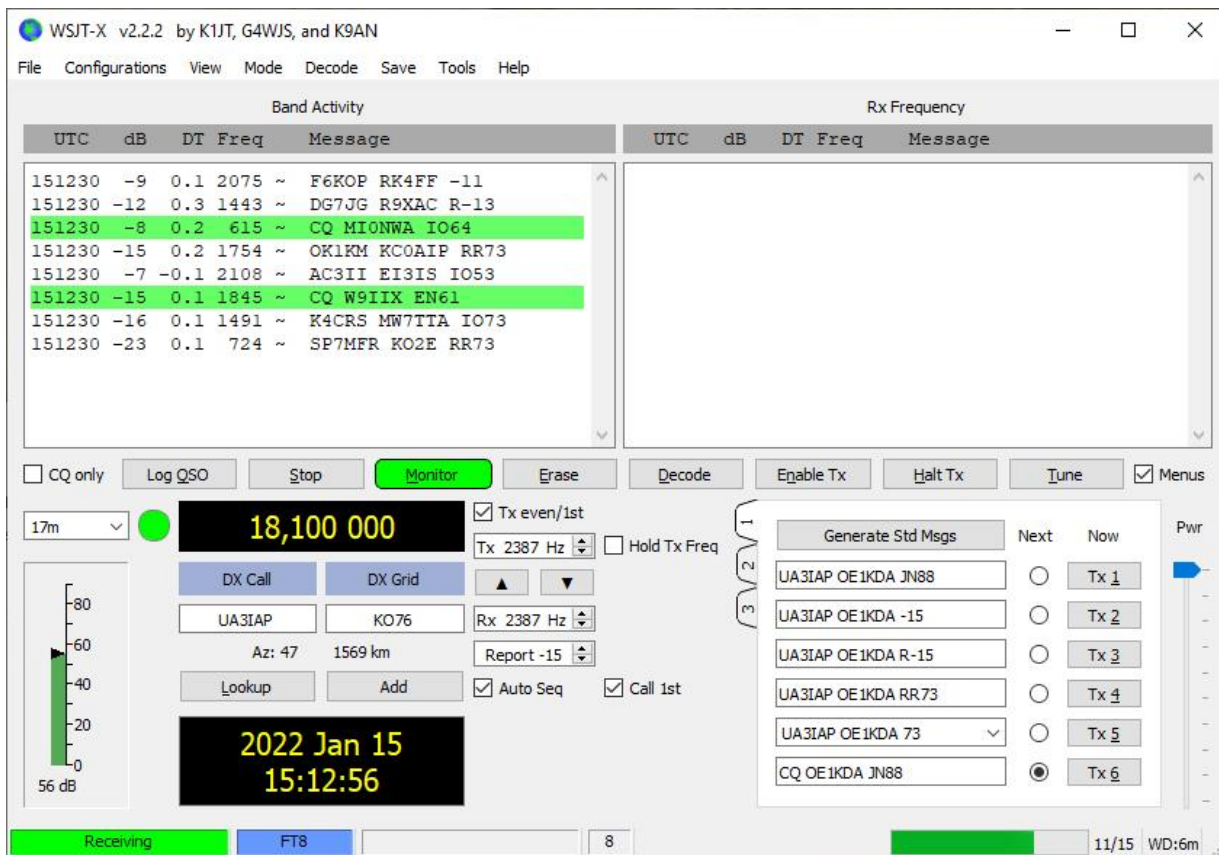 WSJT-X v2.2.2 by K1JT, G4WJS, and K9AN
File Configurations View Mode Decode Save Tools Help
Band Activity
UTC dB DT Freq Message
151230 -9 0.1 2075 ~ F6KOP RK4FF -11
151230 -12 0.3 1443 ~ DG7JG R9XAC R-13
151230 -8 0.2 615 ~ CQ MI0NWA IO64
151230 -15 0.2 1754 ~ OK1KM KC0AIP RR73
151230 -7 -0.1 2108 ~ AC3II EI3IS IO53
151230 -15 0.1 1845 ~ CQ W9IIX EN61
151230 -16 0.1 1491 ~ K4CRS MW7TTA IO73
151230 -23 0.1 724 ~ SP7MFR KO2E RR73
Rx Frequency
UTC dB DT Freq Message
CQ only Log QSO Stop Monitor Erase Decode Enable Tx Halt Tx Tune Menus
17m
18,100 000
DX Call DX Grid
UA3IAP KO76
Az: 47 1569 km
Lookup Add
2022 Jan 15
15:12:56
-80
-60
-40
-20
-0
56 dB
Tx even/1st
Tx 2387 Hz Hold Tx Freq
▲ ▼
Rx 2387 Hz
Report -15
Auto Seq Call 1st
1
2
3
Generate Std Msgs Next Now
UA3IAP OE1KDA JN88 Tx 1
UA3IAP OE1KDA -15 Tx 2
UA3IAP OE1KDA R-15 Tx 3
UA3IAP OE1KDA RR73 Tx 4
UA3IAP OE1KDA 73 Tx 5
CQ OE1KDA JN88 Tx 6
Pwr
Receiving FT8 8 11/15 WD:6m